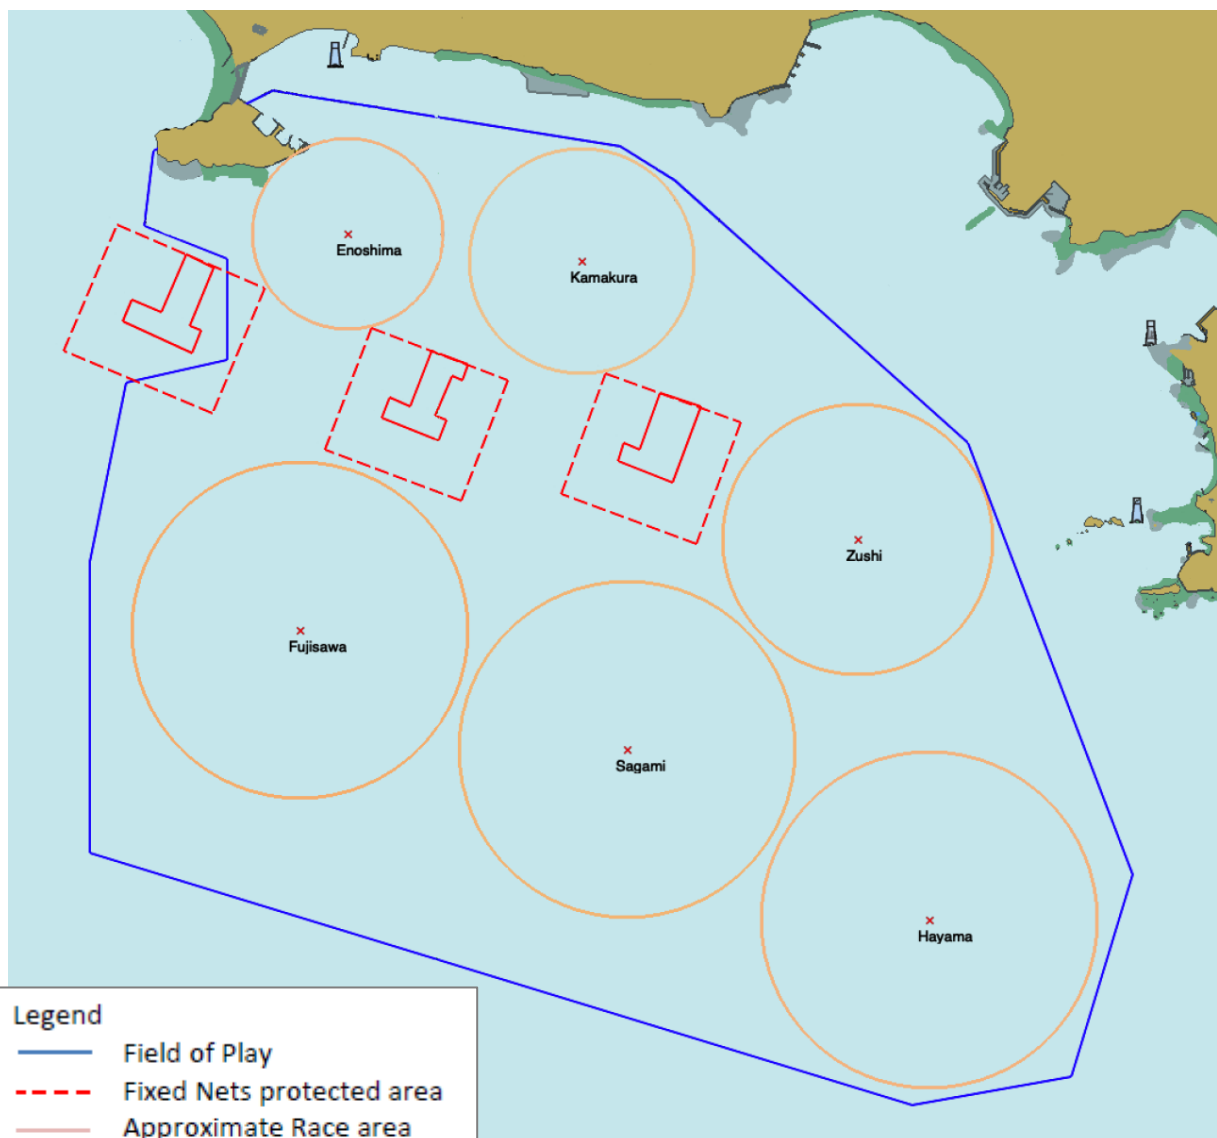 Enoshima
Kamakura
Zushi
Fujisawa
Sagami
Hayama
Legend
Field of Play
Fixed Nets protected area
Approximate Race area